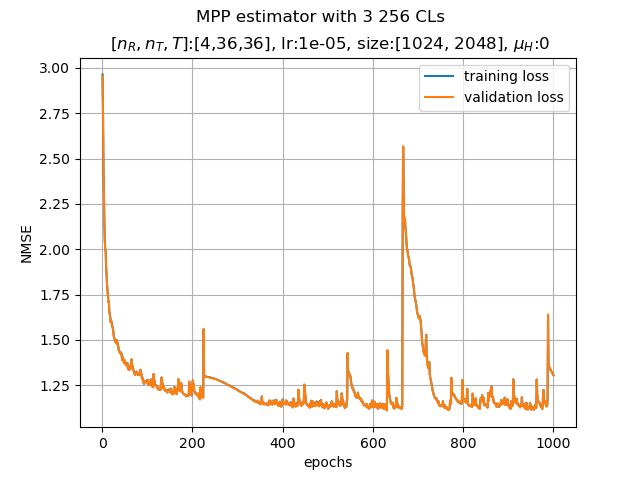 MPP estimator with 3 256 CLs
[n_R, n_T, T]:[4,36,36], lr:1e-05, size:[1024, 2048], μ_H:0
training loss
validation loss
3.00
2.75
2.50
2.25
2.00
1.75
1.50
1.25
NMSE
0 200 400 600 800 1000
epochs